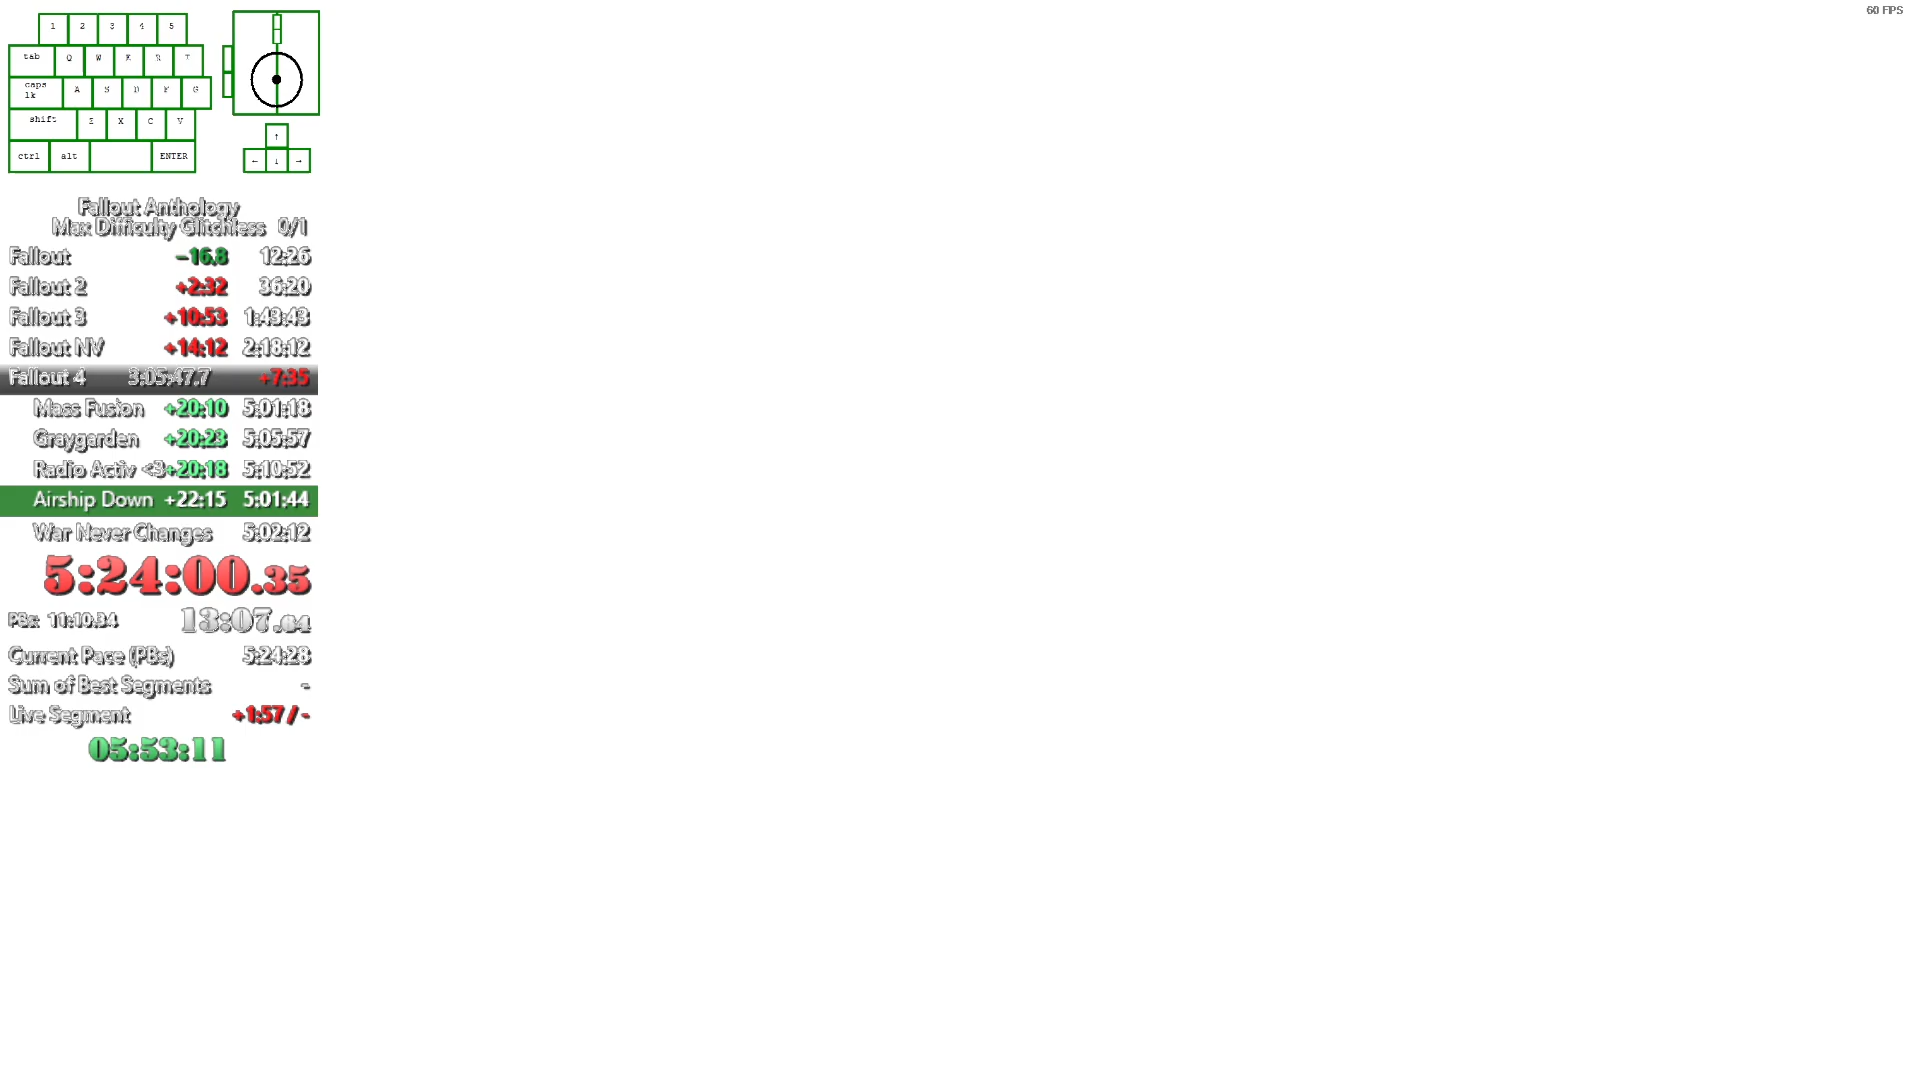 60 FPS
1 2 3 4 5
tab Q W E R T
caps lk A S D F G
shift Z X C V
ctrl alt ENTER
↑
← ↓ →
Fallout Anthology
Max Difficulty Glitchless 0/1
Fallout −16.8 12:26
Fallout 2 +2:32 36:20
Fallout 3 +10:53 1:43:43
Fallout NV +14:12 2:18:12
Fallout 4 3:05:47.7 +7:35
Mass Fusion +20:10 5:01:18
Graygarden +20:23 5:05:57
Radio Activ <3 +20:18 5:10:52
Airship Down +22:15 5:01:44
War Never Changes 5:02:12
5:24:00.35
PBs: 11:10.34 13:07.04
Current Pace (PBs) 5:24:28
Sum of Best Segments -
Live Segment +1:57 / -
05:53:11